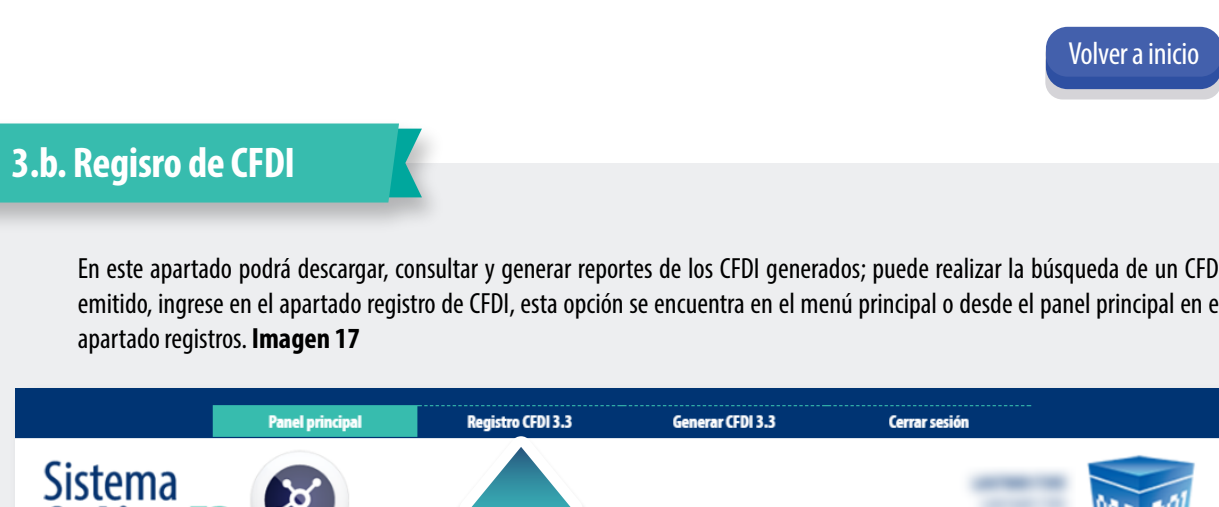 Volver a inicio
3.b. Regisro de CFDI
En este apartado podrá descargar, consultar y generar reportes de los CFDI generados; puede realizar la búsqueda de un CFD
emitido, ingrese en el apartado registro de CFDI, esta opción se encuentra en el menú principal o desde el panel principal en e
apartado registros. Imagen 17
Panel principal
Registro CFDI 3.3
Generar CFDI 3.3
Cerrar sesión
Sistema